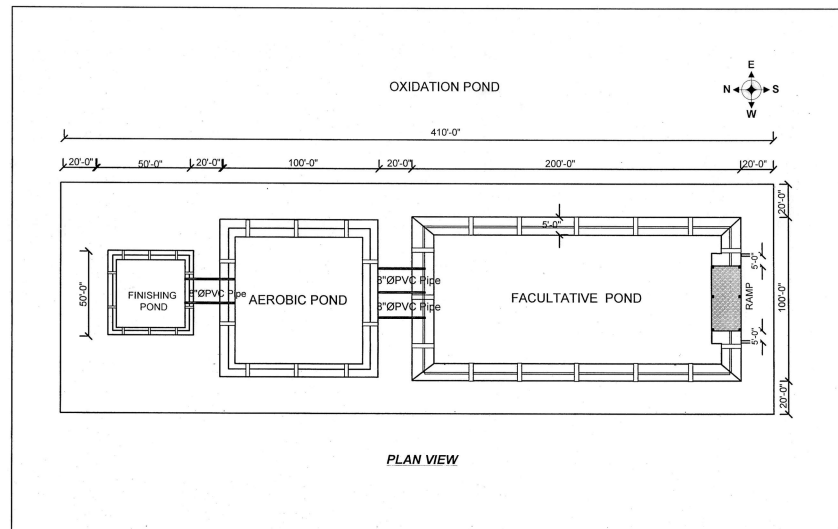 OXIDATION POND
E
N S
W
410'-0"
20'-0" 50'-0" 20'-0" 100'-0" 20'-0" 200'-0" 20'-0"
20'-0"
5'-0"
50'-0"
FINISHING
POND
8"ØPVC Pipe
AEROBIC POND
8"ØPVC Pipe
8"ØPVC Pipe
FACULTATIVE POND
5'-0"
RAMP
5'-0"
100'-0"
20'-0"
PLAN VIEW